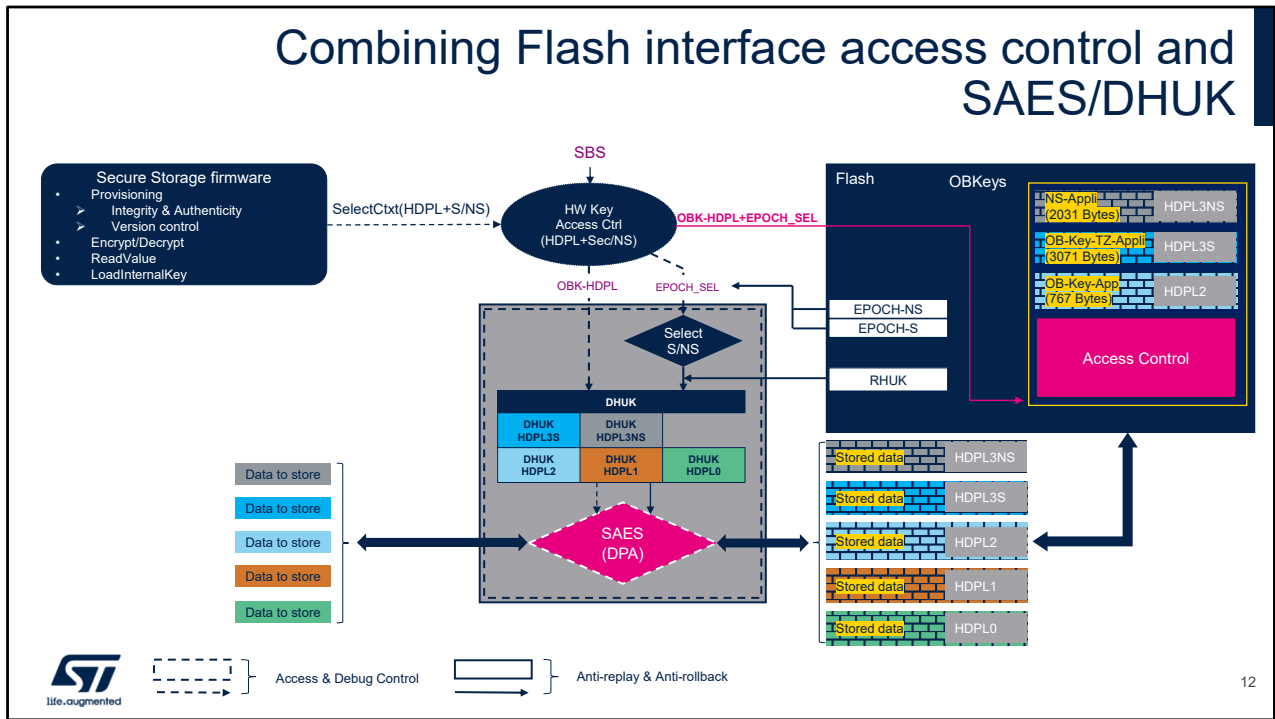 Combining Flash interface access control and
SAES/DHUK
SBS
Secure Storage firmware
• Provisioning
➢ Integrity & Authenticity
➢ Version control
• Encrypt/Decrypt
• ReadValue
• LoadInternalKey
SelectCtxt(HDPL+S/NS)
HW Key
Access Ctrl
(HDPL+Sec/NS)
OBK-HDPL+EPOCH_SEL
OBK-HDPL
EPOCH_SEL
Select
S/NS
Flash
OBKeys
NS-Appli
(2031 Bytes)
HDPL3NS
OB-Key-TZ-Appli
(3071 Bytes)
HDPL3S
OB-Key-App
(767 Bytes)
HDPL2
Access Control
EPOCH-NS
EPOCH-S
RHUK
DHUK
DHUK
HDPL3S
DHUK
HDPL3NS
DHUK
HDPL2
DHUK
HDPL1
DHUK
HDPL0
SAES
(DPA)
Data to store
Data to store
Data to store
Data to store
Data to store
Stored data
HDPL3NS
Stored data
HDPL3S
Stored data
HDPL2
Stored data
HDPL1
Stored data
HDPL0
ST
life.augmented
Access & Debug Control
Anti-replay & Anti-rollback
12